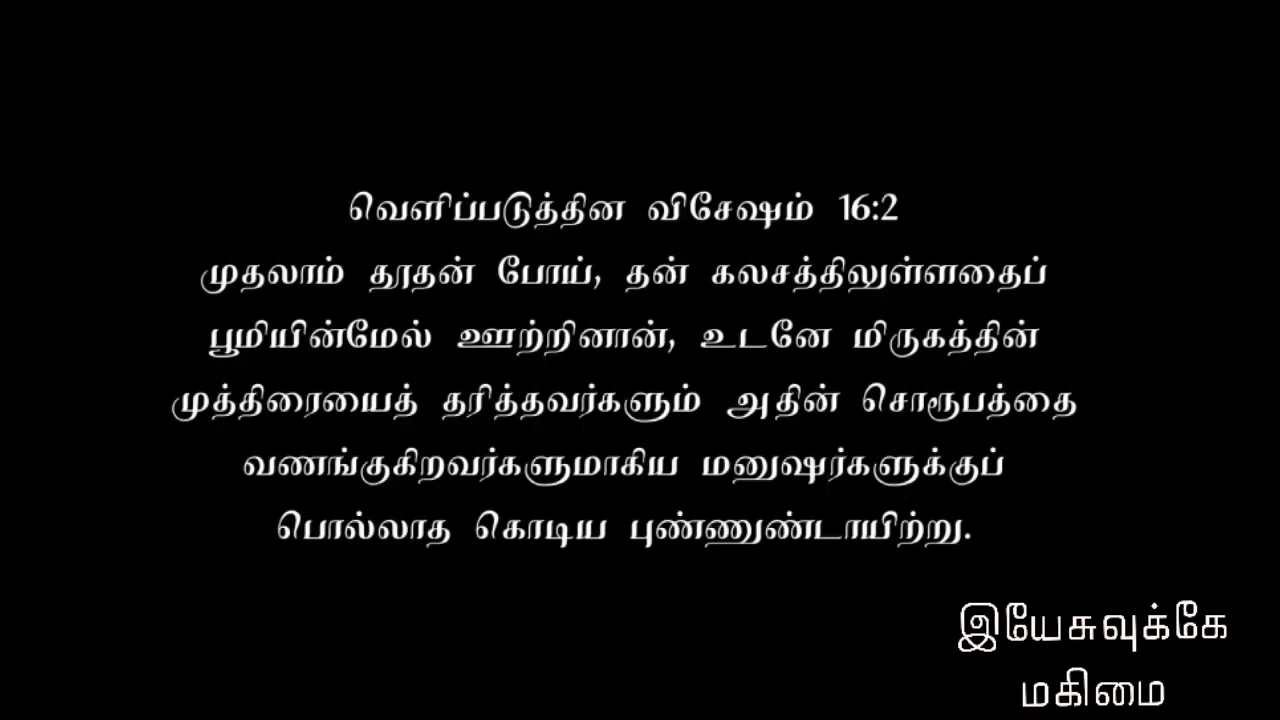 வெளிப்படுத்தின விசேஷம் 16:2
முதலாம் தூதன் போய், தன் கலசத்திலுள்ளதைப்
பூமியின்மேல் ஊற்றினான், உடனே மிருகத்தின்
முத்திரையைத் தரித்தவர்களும் அதின் சொரூபத்தை
வணங்குகிறவர்களுமாகிய மனுஷர்களுக்குப்
பொல்லாத கொடிய புண்ணுண்டாயிற்று.
இயேசுவுக்கே
மகிமை